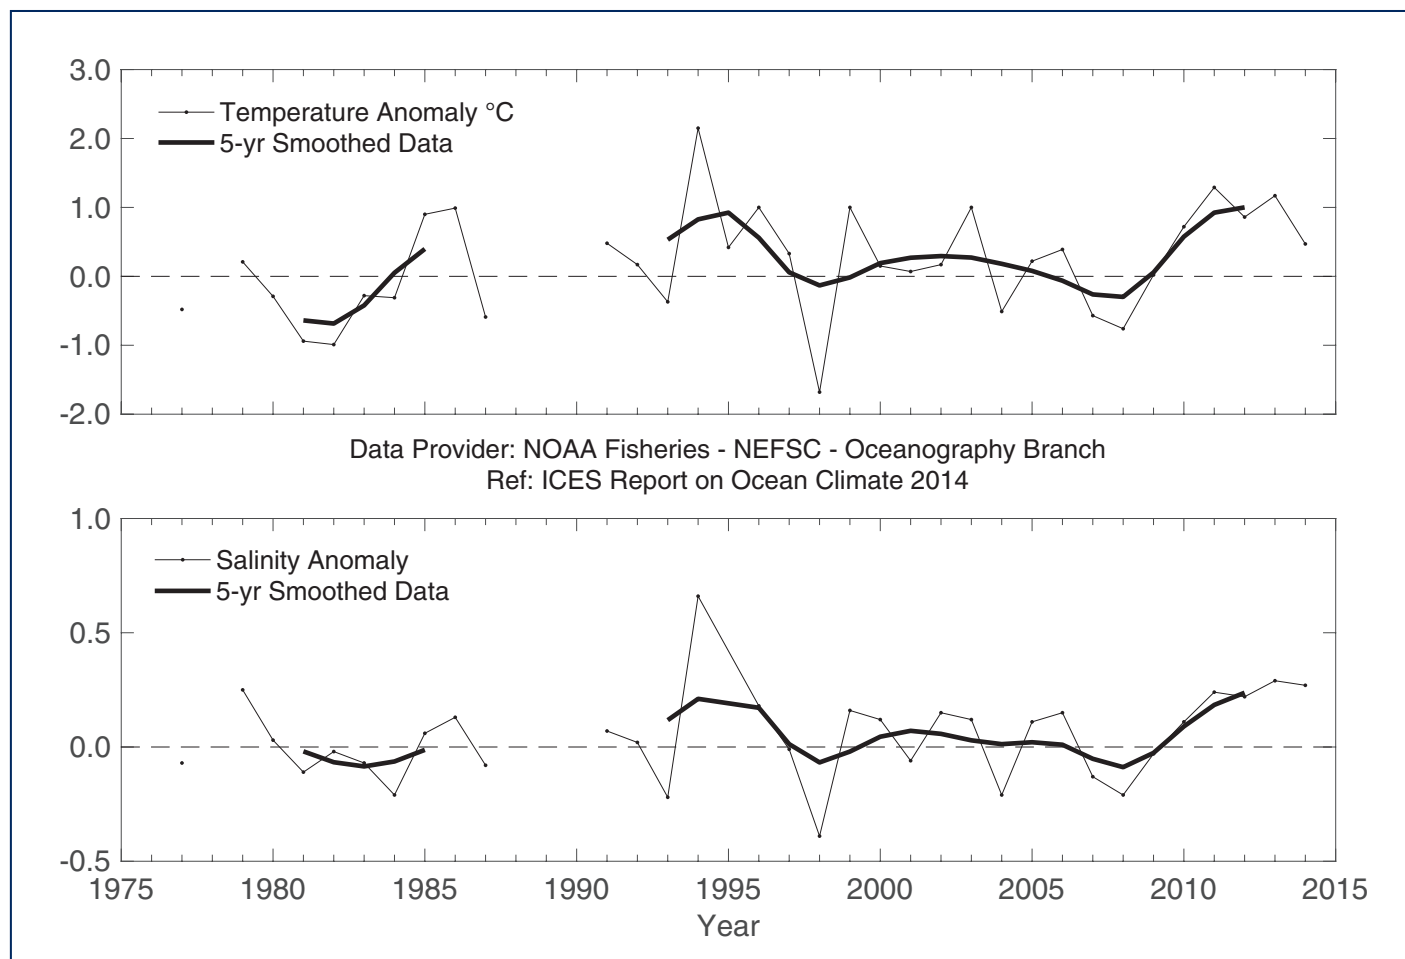 3.0
Temperature Anomaly °C
2.0
5-yr Smoothed Data
1.0
0.0
-1.0
-2.0
Data Provider: NOAA Fisheries - NEFSC - Oceanography Branch
Ref: ICES Report on Ocean Climate 2014
1.0
Salinity Anomaly
5-yr Smoothed Data
0.5
0.0
-0.5
1975 1980 1985 1990 1995 2000 2005 2010 2015
Year